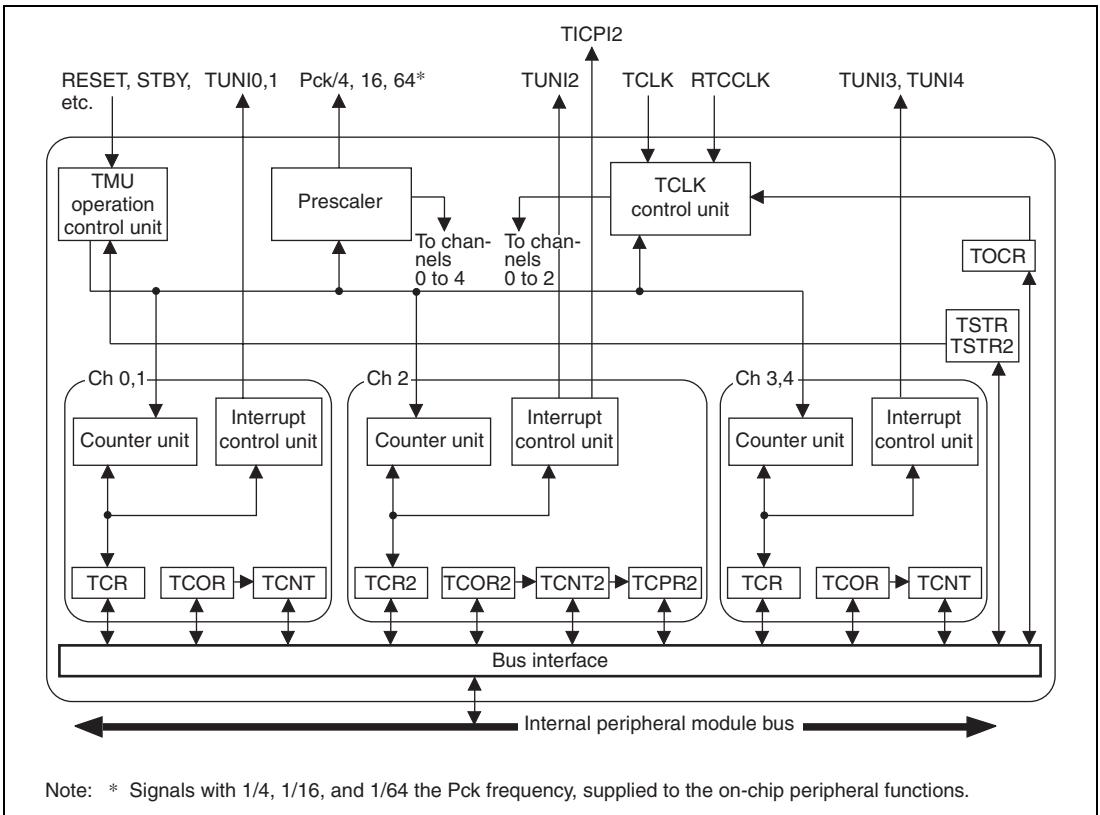 TICPI2
RESET, STBY,
etc.
TUNI0,1
Pck/4, 16, 64*
TUNI2
TCLK
RTCCLK
TUNI3, TUNI4
TMU
operation
control unit
Prescaler
To chan-
nels
0 to 4
To chan-
nels
0 to 2
TCLK
control unit
TOCR
TSTR
TSTR2
Ch 0,1
Counter unit
Interrupt
control unit
TCR
TCOR
TCNT
Ch 2
Counter unit
Interrupt
control unit
TCR2
TCOR2
TCNT2
TCPR2
Ch 3,4
Counter unit
Interrupt
control unit
TCR
TCOR
TCNT
Bus interface
Internal peripheral module bus
Note: * Signals with 1/4, 1/16, and 1/64 the Pck frequency, supplied to the on-chip peripheral functions.